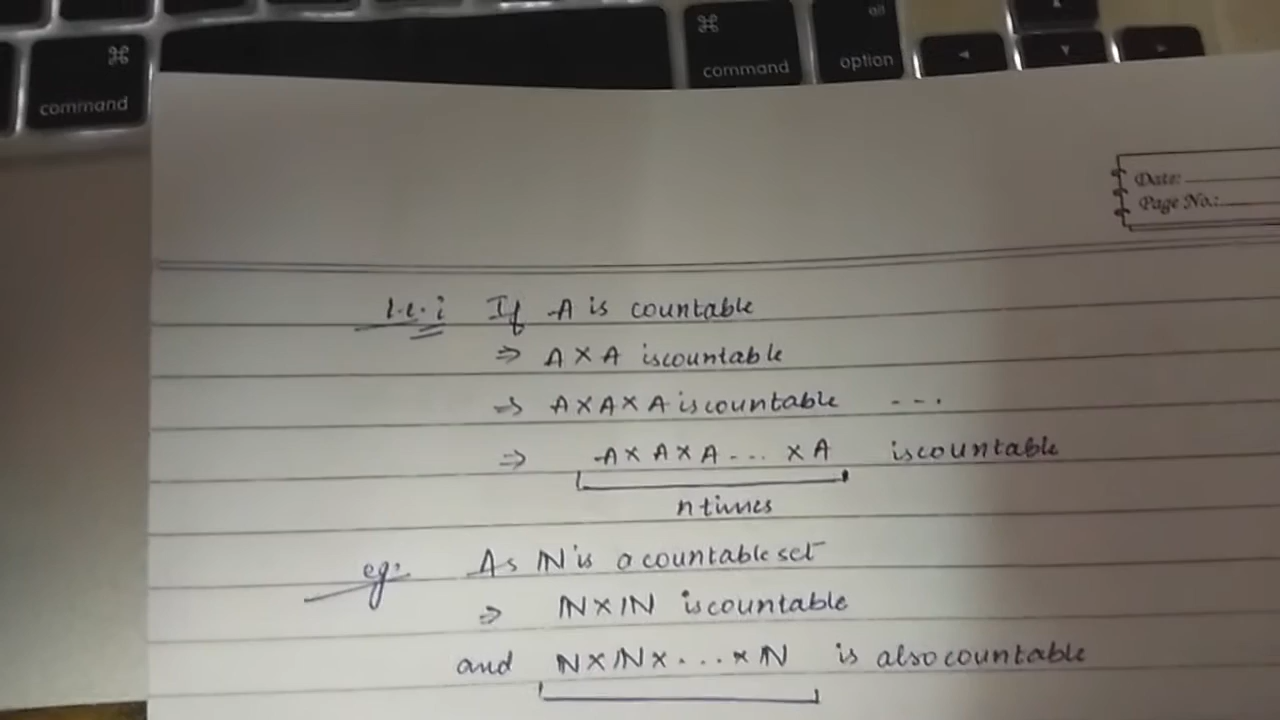 ⌘ ⌘ alt
command command option
Date:
Page No.:
i.e. If A is countable
⇒ A × A is countable
⇒ A × A × A is countable ---.
⇒ A × A × A ... × A is countable
n times
eg: As ℕ is a countable set
⇒ ℕ × ℕ is countable
and ℕ × ℕ × ... × ℕ is also countable